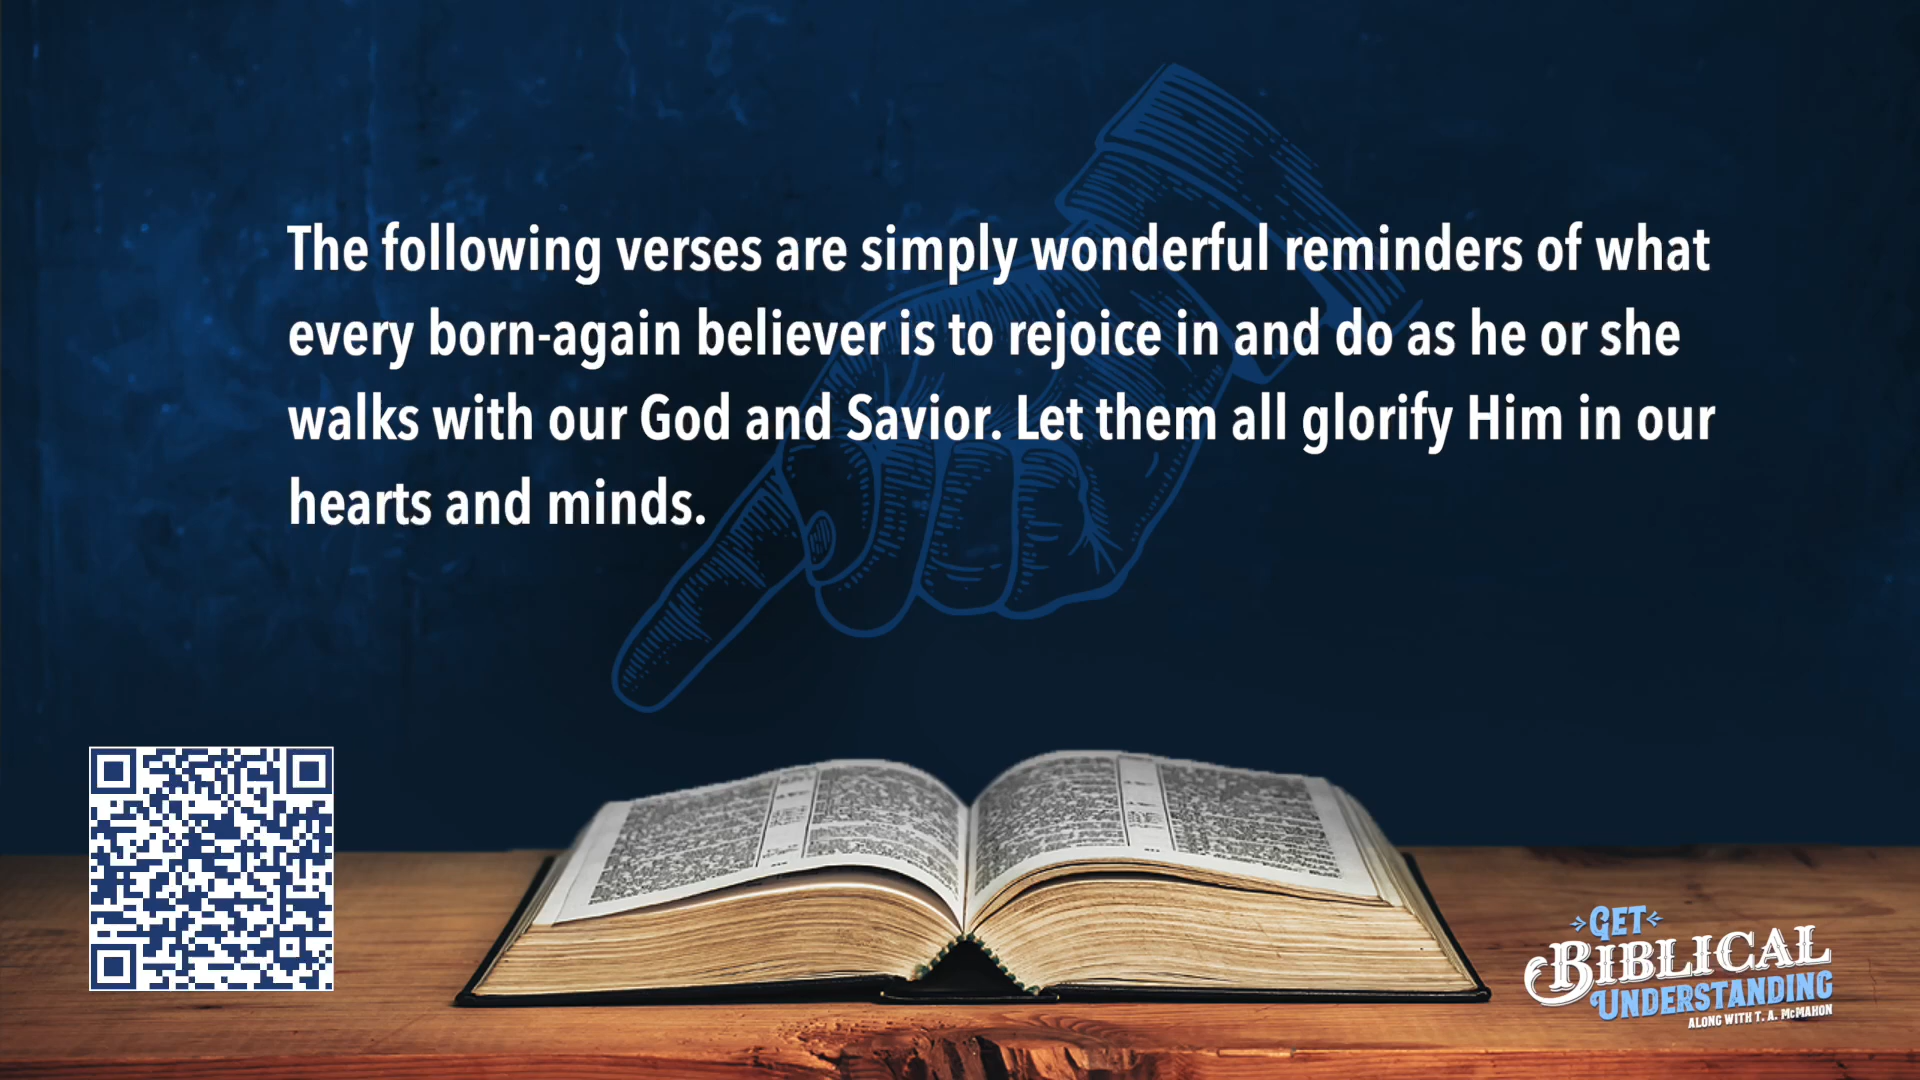 The following verses are simply wonderful reminders of what
every born-again believer is to rejoice in and do as he or she
walks with our God and Savior. Let them all glorify Him in our
hearts and minds.
GET
BIBLICAL
UNDERSTANDING
ALONG WITH T. A. McMAHON